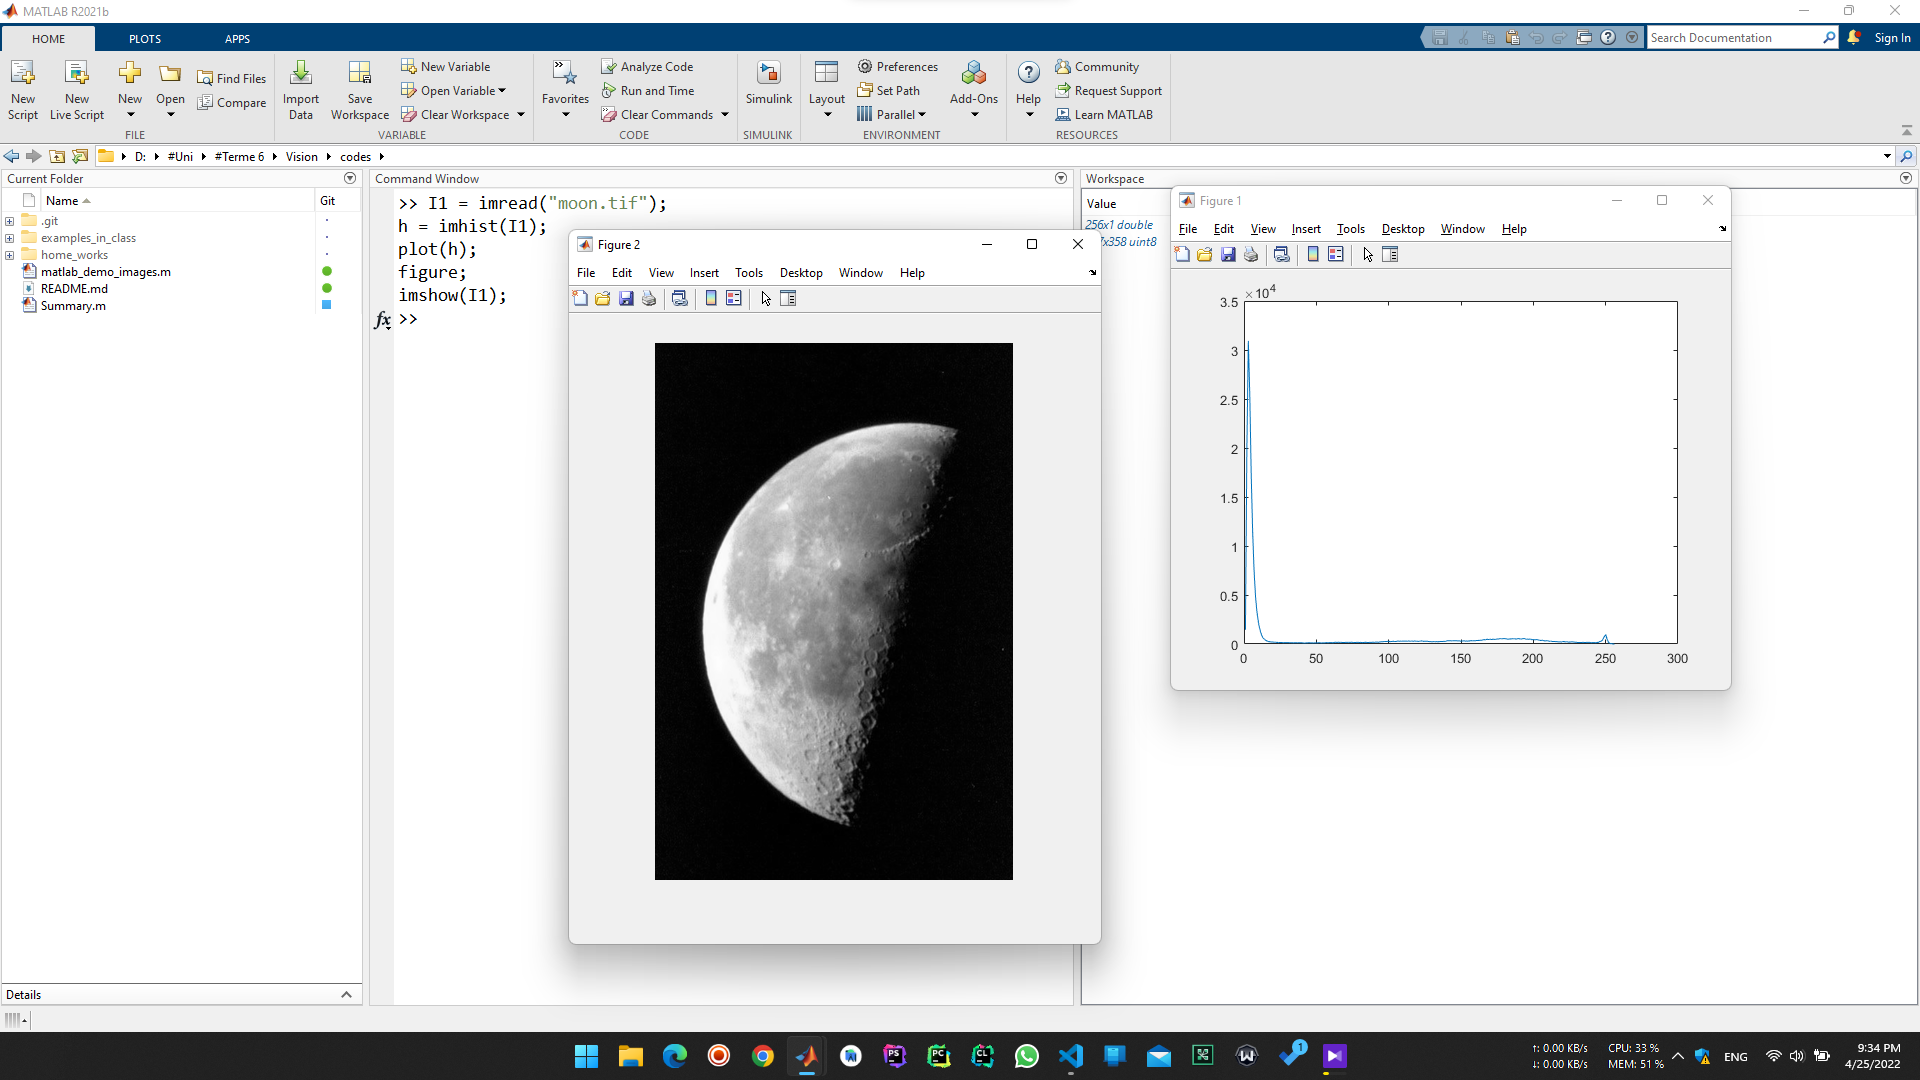 MATLAB R2021b
HOME PLOTS APPS
Search Documentation
Sign In
New Script
New Live Script
New
Open
Find Files
Compare
FILE
Import Data
Save Workspace
New Variable
Open Variable
Clear Workspace
VARIABLE
Favorites
Analyze Code
Run and Time
Clear Commands
CODE
Simulink
SIMULINK
Layout
Preferences
Set Path
Parallel
Add-Ons
ENVIRONMENT
Help
Community
Request Support
Learn MATLAB
RESOURCES
D: #Uni #Terme 6 Vision codes
Current Folder
Name Git
.git
examples_in_class
home_works
matlab_demo_images.m
README.md
Summary.m
Details
Command Window
>> I1 = imread("moon.tif");
h = imhist(I1);
plot(h);
figure;
imshow(I1);
fx >>
Workspace
Value
256x1 double
x358 uint8
Figure 2
File Edit View Insert Tools Desktop Window Help
Figure 1
File Edit View Insert Tools Desktop Window Help
×10^4
3.5
3
2.5
2
1.5
1
0.5
0
0 50 100 150 200 250 300
PS
PC
CL
1
↑: 0.00 KB/s
↓: 0.00 KB/s
CPU: 33 %
MEM: 51 %
ENG
9:34 PM
4/25/2022